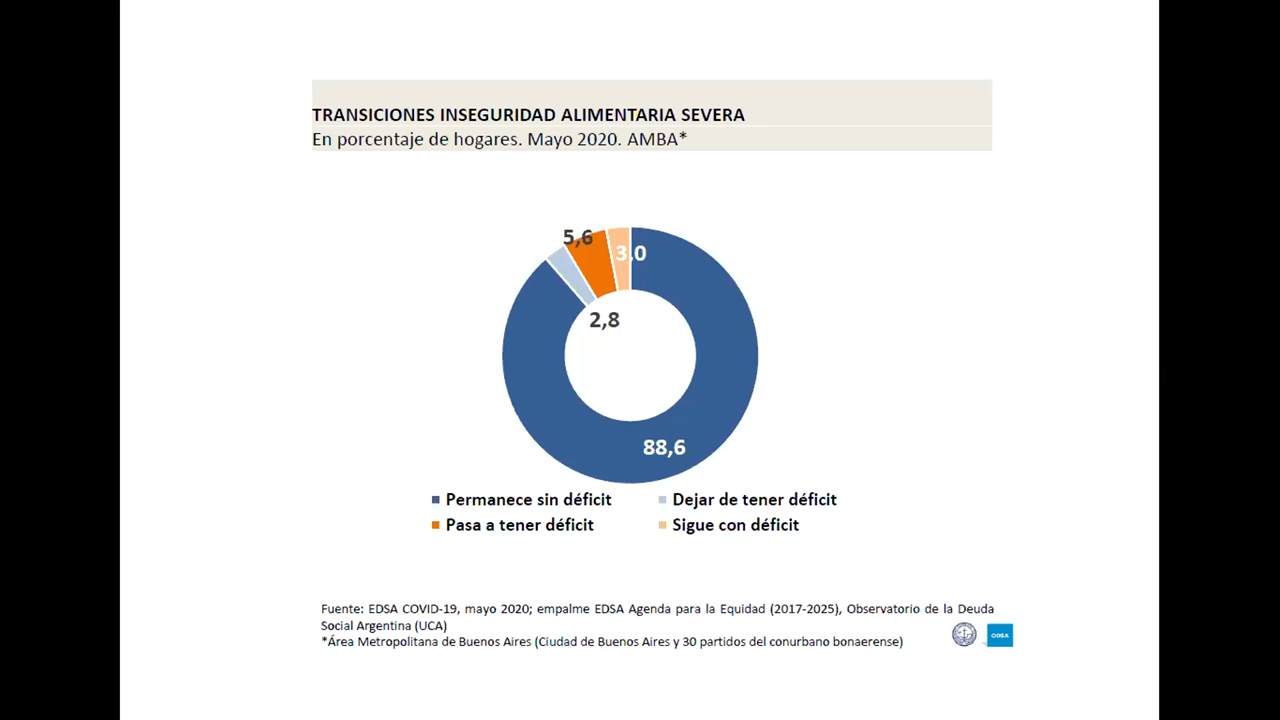 TRANSICIONES INSEGURIDAD ALIMENTARIA SEVERA
En porcentaje de hogares. Mayo 2020. AMBA*
5,6
3,0
2,8
88,6
Permanece sin déficit
Dejar de tener déficit
Pasa a tener déficit
Sigue con déficit
Fuente: EDSA COVID-19, mayo 2020; empalme EDSA Agenda para la Equidad (2017-2025), Observatorio de la Deuda
Social Argentina (UCA)
*Área Metropolitana de Buenos Aires (Ciudad de Buenos Aires y 30 partidos del conurbano bonaerense)
ODSA